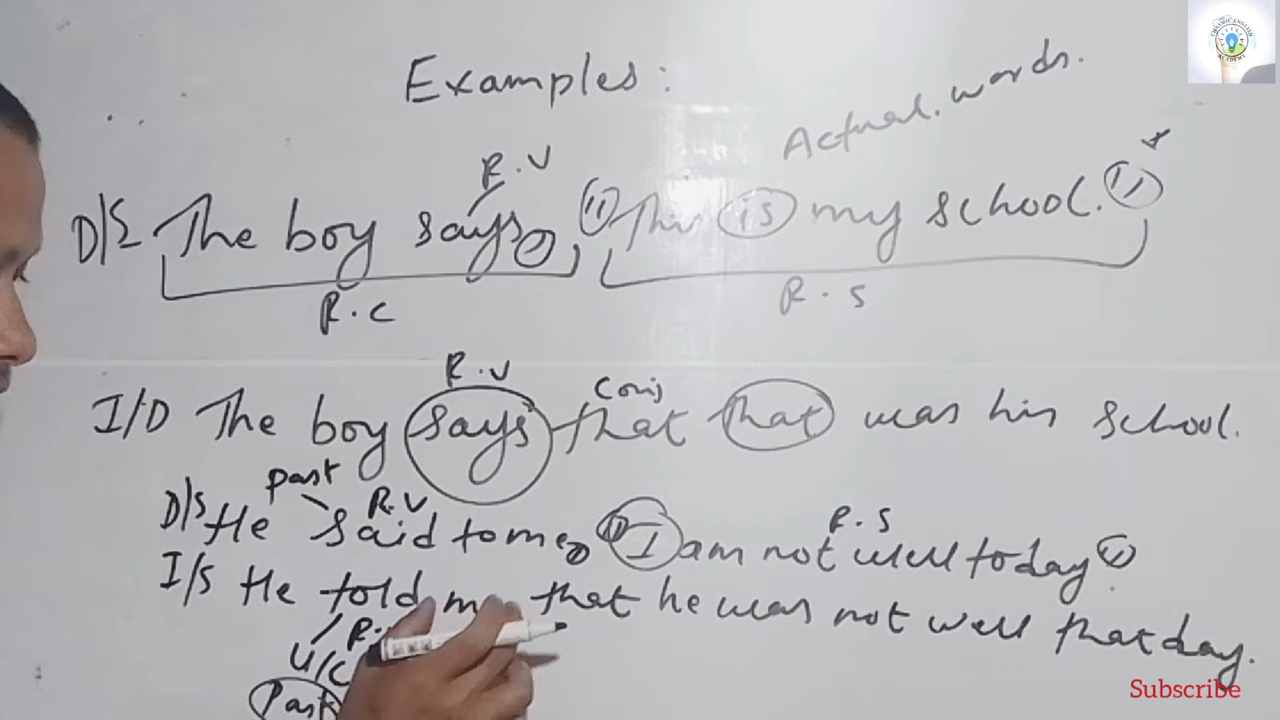 Examples:
Actual words.
R.V
D/S The boy says, "This is my school."
R.C
R.S
R.V
Conj
I/D The boy says that that was his school.
past
R.V
R.S
D/S He said to me, "I am not well today"
I/S He told me that he was not well that day.
R.
V/C
Past
Subscribe